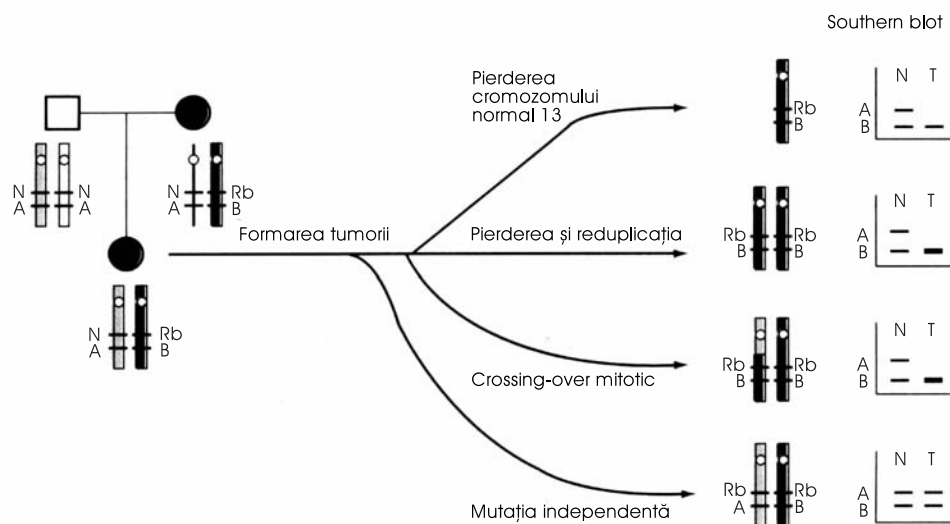 Southern blot
Pierderea
cromozomului
normal 13
Rb
B
N T
A
B
N N
A A
N Rb
A B
Formarea tumorii
Pierderea și reduplicația
Rb Rb
B B
N T
A
B
N Rb
A B
Crossing-over mitotic
Rb Rb
B B
N T
A
B
Mutația independentă
Rb Rb
A B
N T
A
B